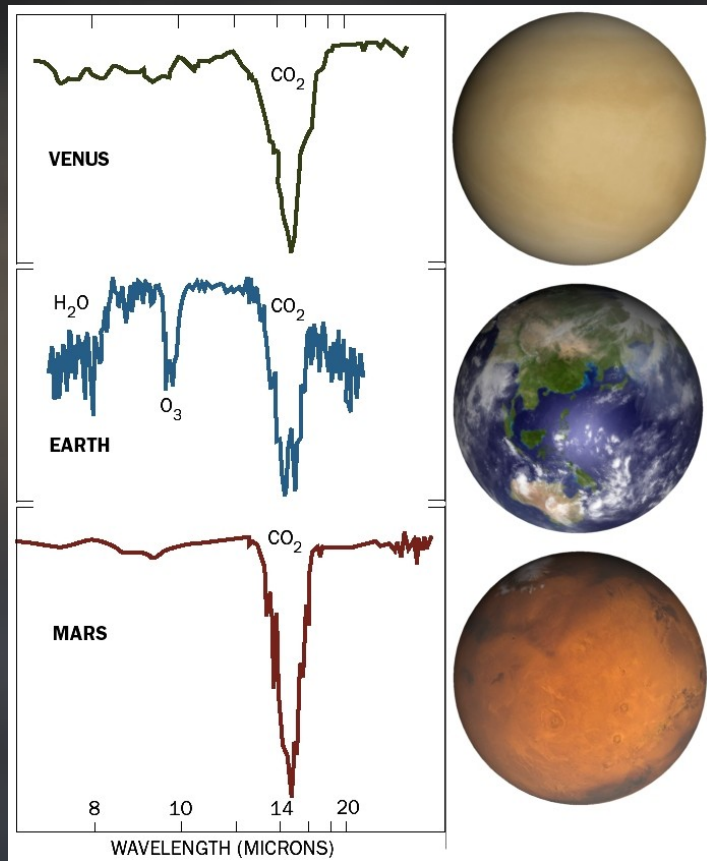 CO₂
VENUS
H₂O
CO₂
O₃
EARTH
CO₂
MARS
8 10 14 20
WAVELENGTH (MICRONS)